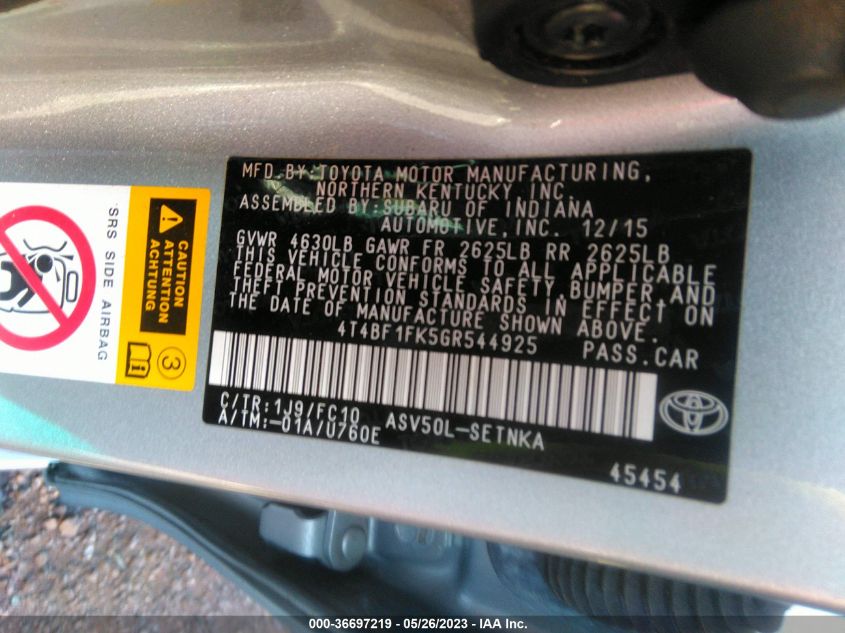 MFD.BY:TOYOTA MOTOR MANUFACTURING,
NORTHERN KENTUCKY INC.
ASSEMBLED BY:SUBARU OF INDIANA
AUTOMOTIVE,INC. 12/15
GVWR 4630LB GAWR FR 2625LB RR 2625LB
THIS VEHICLE CONFORMS TO ALL APPLICABLE
FEDERAL MOTOR VEHICLE SAFETY, BUMPER,AND
THEFT PREVENTION STANDARDS IN EFFECT ON
THE DATE OF MANUFACTURE SHOWN ABOVE.
4T4BF1FK5GR544925 PASS.CAR
C/TR:1J9/FC10 ASV50L-SETNKA
A/TM:-01A/U760E
45454
SRS SIDE AIRBAG
CAUTION
ATTENTION
ACHTUNG
3
000-36697219 - 05/26/2023 - IAA Inc.